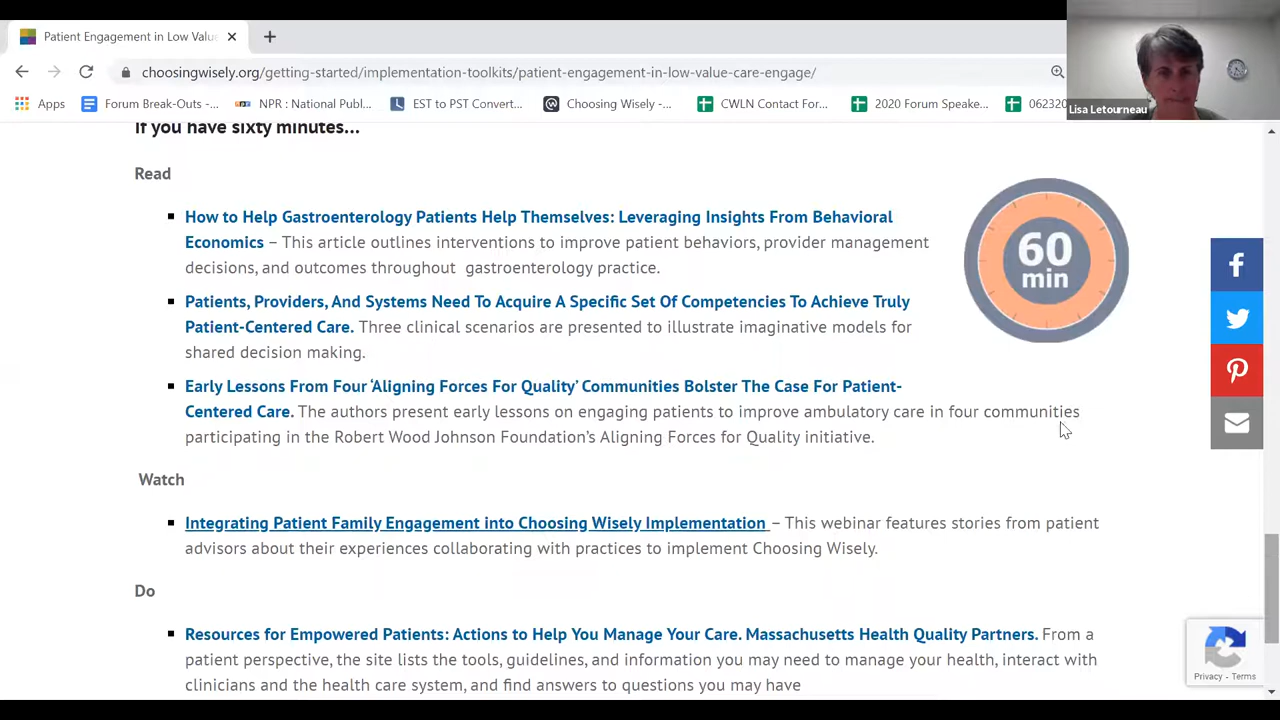 Patient Engagement in Low Valu
choosingwisely.org/getting-started/implementation-toolkits/patient-engagement-in-low-value-care-engage/
Apps
Forum Break-Outs -...
NPR : National Publ...
EST to PST Convert...
Choosing Wisely -...
CWLN Contact For...
2020 Forum Speake...
062320
Lisa Letourneau
If you have sixty minutes...
Read
How to Help Gastroenterology Patients Help Themselves: Leveraging Insights From Behavioral
Economics – This article outlines interventions to improve patient behaviors, provider management
decisions, and outcomes throughout gastroenterology practice.
60
min
Patients, Providers, And Systems Need To Acquire A Specific Set Of Competencies To Achieve Truly
Patient-Centered Care. Three clinical scenarios are presented to illustrate imaginative models for
shared decision making.
Early Lessons From Four ‘Aligning Forces For Quality’ Communities Bolster The Case For Patient-
Centered Care. The authors present early lessons on engaging patients to improve ambulatory care in four communities
participating in the Robert Wood Johnson Foundation’s Aligning Forces for Quality initiative.
Watch
Integrating Patient Family Engagement into Choosing Wisely Implementation – This webinar features stories from patient
advisors about their experiences collaborating with practices to implement Choosing Wisely.
Do
Resources for Empowered Patients: Actions to Help You Manage Your Care. Massachusetts Health Quality Partners. From a
patient perspective, the site lists the tools, guidelines, and information you may need to manage your health, interact with
clinicians and the health care system, and find answers to questions you may have
Privacy - Terms